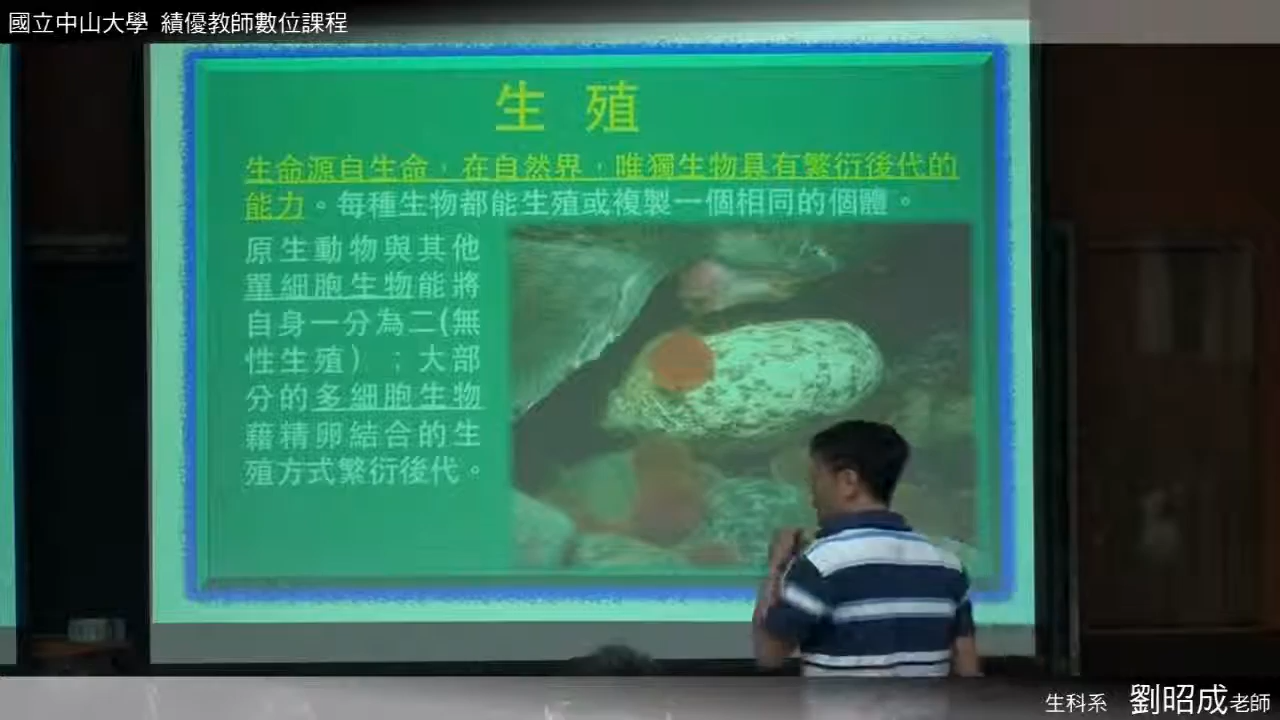 國立中山大學 績優教師數位課程
生 殖
生命源自生命，在自然界，唯獨生物具有繁衍後代的
能力。每種生物都能生殖或複製一個相同的個體。
原生動物與其他
單細胞生物能將
自身一分為二(無
性生殖)；大部
分的多細胞生物
藉精卵結合的生
殖方式繁衍後代。
生科系 劉昭成老師